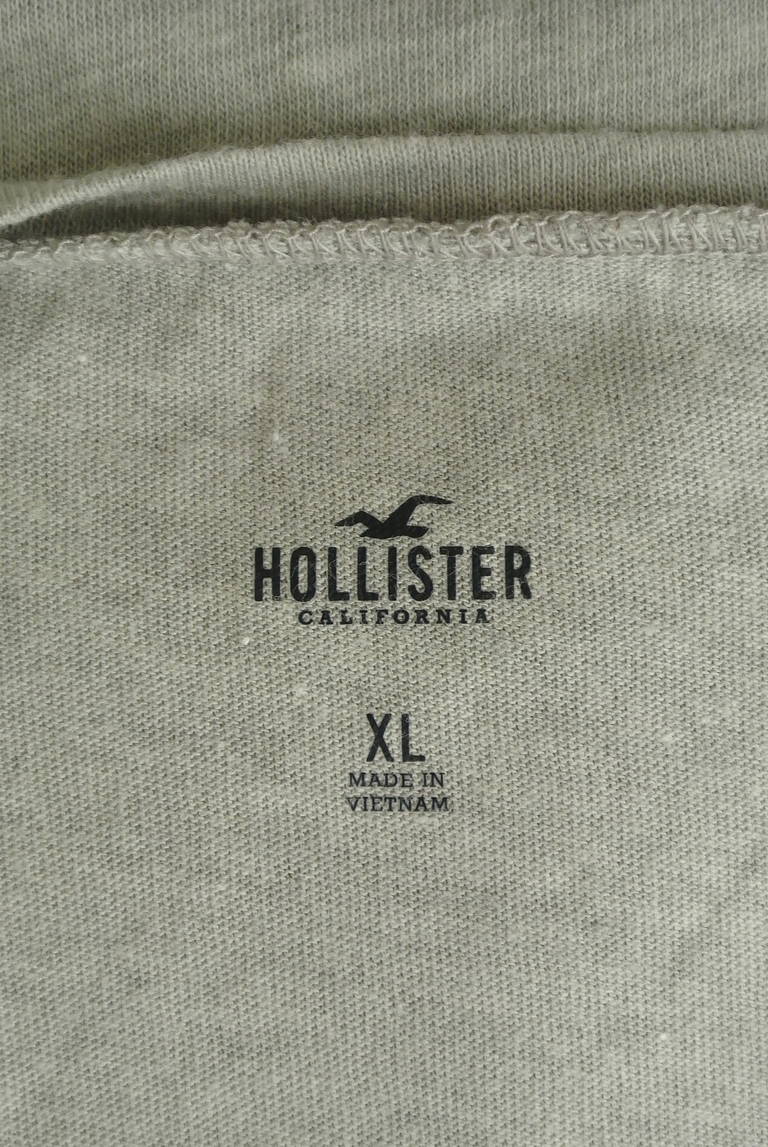 HOLLISTER
CALIFORNIA
XL
MADE IN
VIETNAM